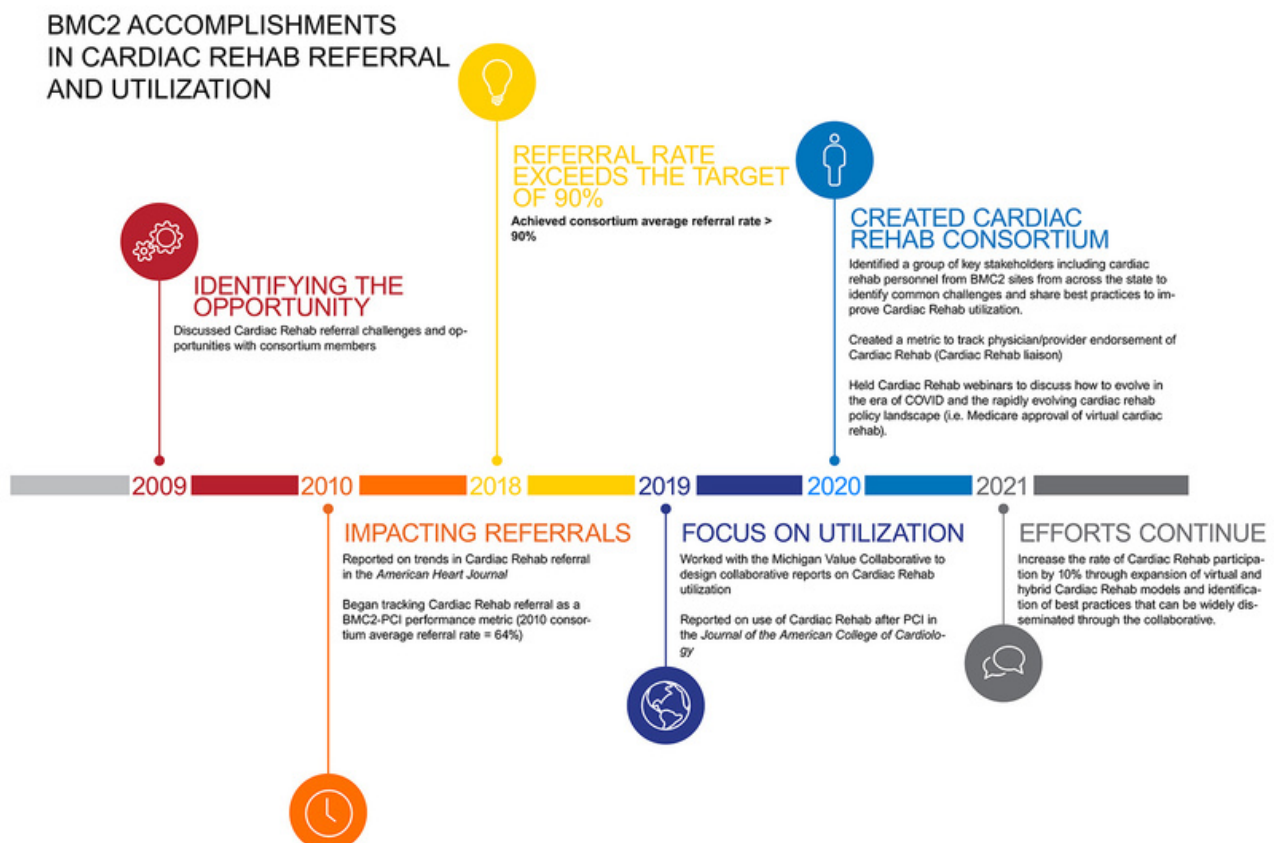 BMC2 ACCOMPLISHMENTS
IN CARDIAC REHAB REFERRAL
AND UTILIZATION
REFERRAL RATE
EXCEEDS THE TARGET
OF 90%
Achieved consortium average referral rate >
90%
CREATED CARDIAC
REHAB CONSORTIUM
Identified a group of key stakeholders including cardiac
rehab personnel from BMC2 sites from across the state to
identify common challenges and share best practices to im-
prove Cardiac Rehab utilization.
Created a metric to track physician/provider endorsement of
Cardiac Rehab (Cardiac Rehab liaison)
Held Cardiac Rehab webinars to discuss how to evolve in
the era of COVID and the rapidly evolving cardiac rehab
policy landscape (i.e. Medicare approval of virtual cardiac
rehab).
IDENTIFYING THE
OPPORTUNITY
Discussed Cardiac Rehab referral challenges and op-
portunities with consortium members
2009 2010 2018 2019 2020 2021
IMPACTING REFERRALS
Reported on trends in Cardiac Rehab referral
in the American Heart Journal
Began tracking Cardiac Rehab referral as a
BMC2-PCI performance metric (2010 consor-
tium average referral rate = 64%)
FOCUS ON UTILIZATION
Worked with the Michigan Value Collaborative to
design collaborative reports on Cardiac Rehab
utilization
Reported on use of Cardiac Rehab after PCI in
the Journal of the American College of Cardiolo-
gy
EFFORTS CONTINUE
Increase the rate of Cardiac Rehab participa-
tion by 10% through expansion of virtual and
hybrid Cardiac Rehab models and identifica-
tion of best practices that can be widely dis-
seminated through the collaborative.